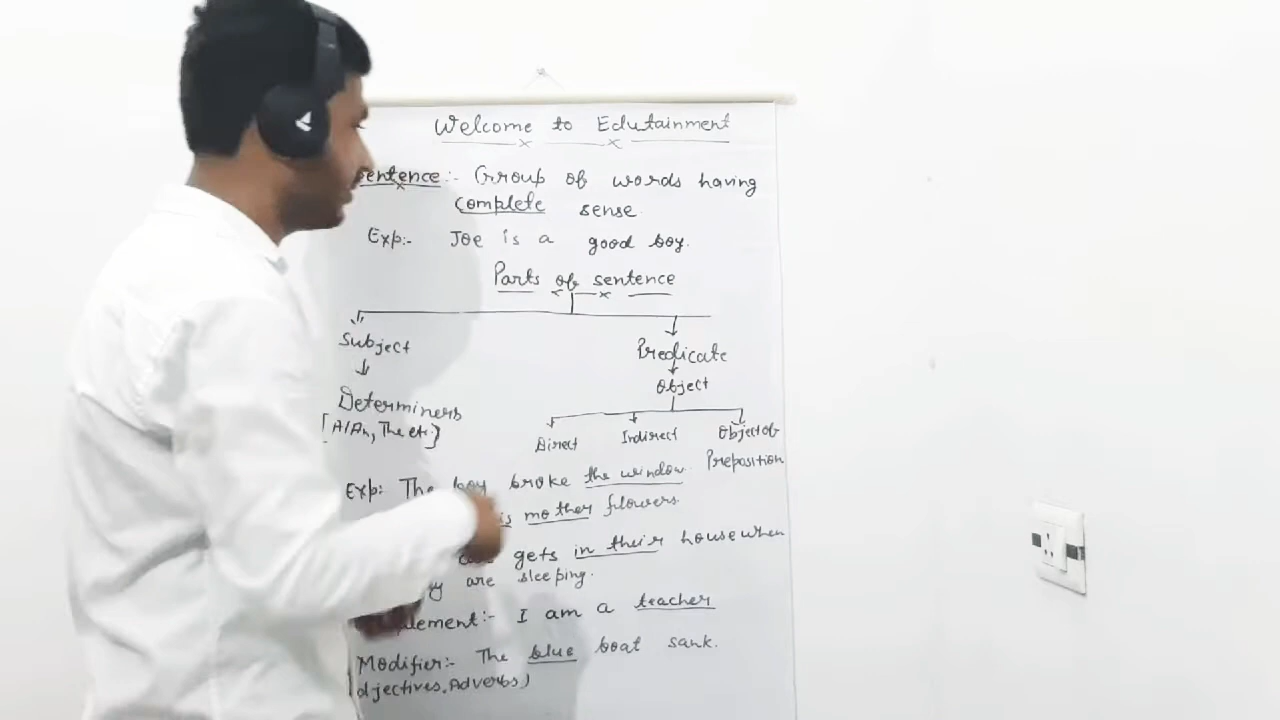 Welcome to Edutainment
Sentence:- Group of words having
complete sense.
Exp:- Joe is a good boy.
Parts of sentence
Subject
Predicate
Object
Determiners
[A/An, The etc.]
Direct Indirect Object of
Preposition
Exp:- The boy broke the window.
is mother flowers.
gets in their house when
are sleeping.
lement:- I am a teacher
Modifier:- The blue boat sank.
djectives, Adverbs)